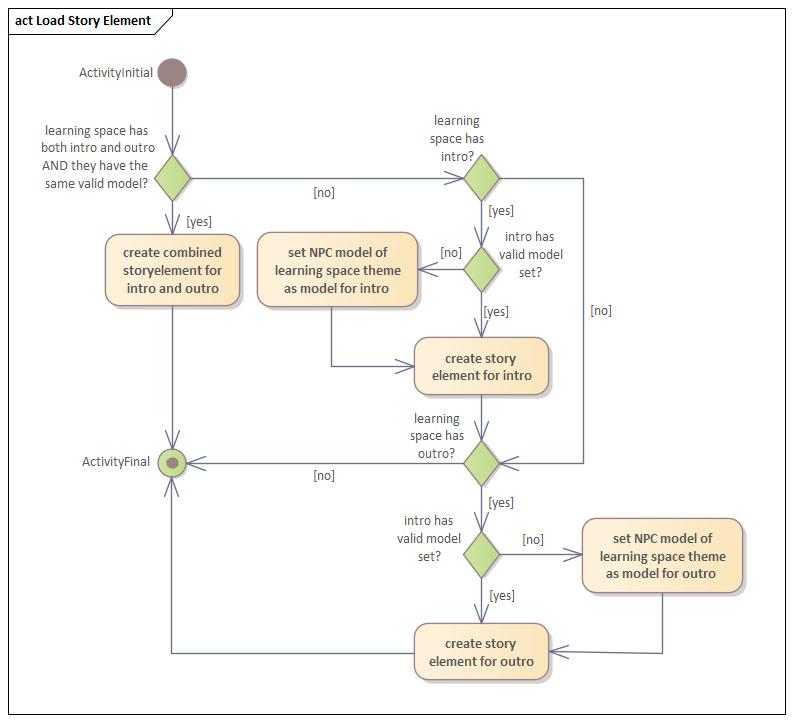 act Load Story Element
ActivityInitial
learning space has
both intro and outro
AND they have the
same valid model?
[no]
[yes]
learning
space has
intro?
[yes]
[no]
create combined
storyelement for
intro and outro
set NPC model of
learning space theme
as model for intro
[no]
intro has
valid model
set?
[yes]
create story
element for intro
learning
space has
outro?
ActivityFinal
[no]
[yes]
intro has
valid model
set?
[no]
set NPC model of
learning space theme
as model for outro
[yes]
create story
element for outro